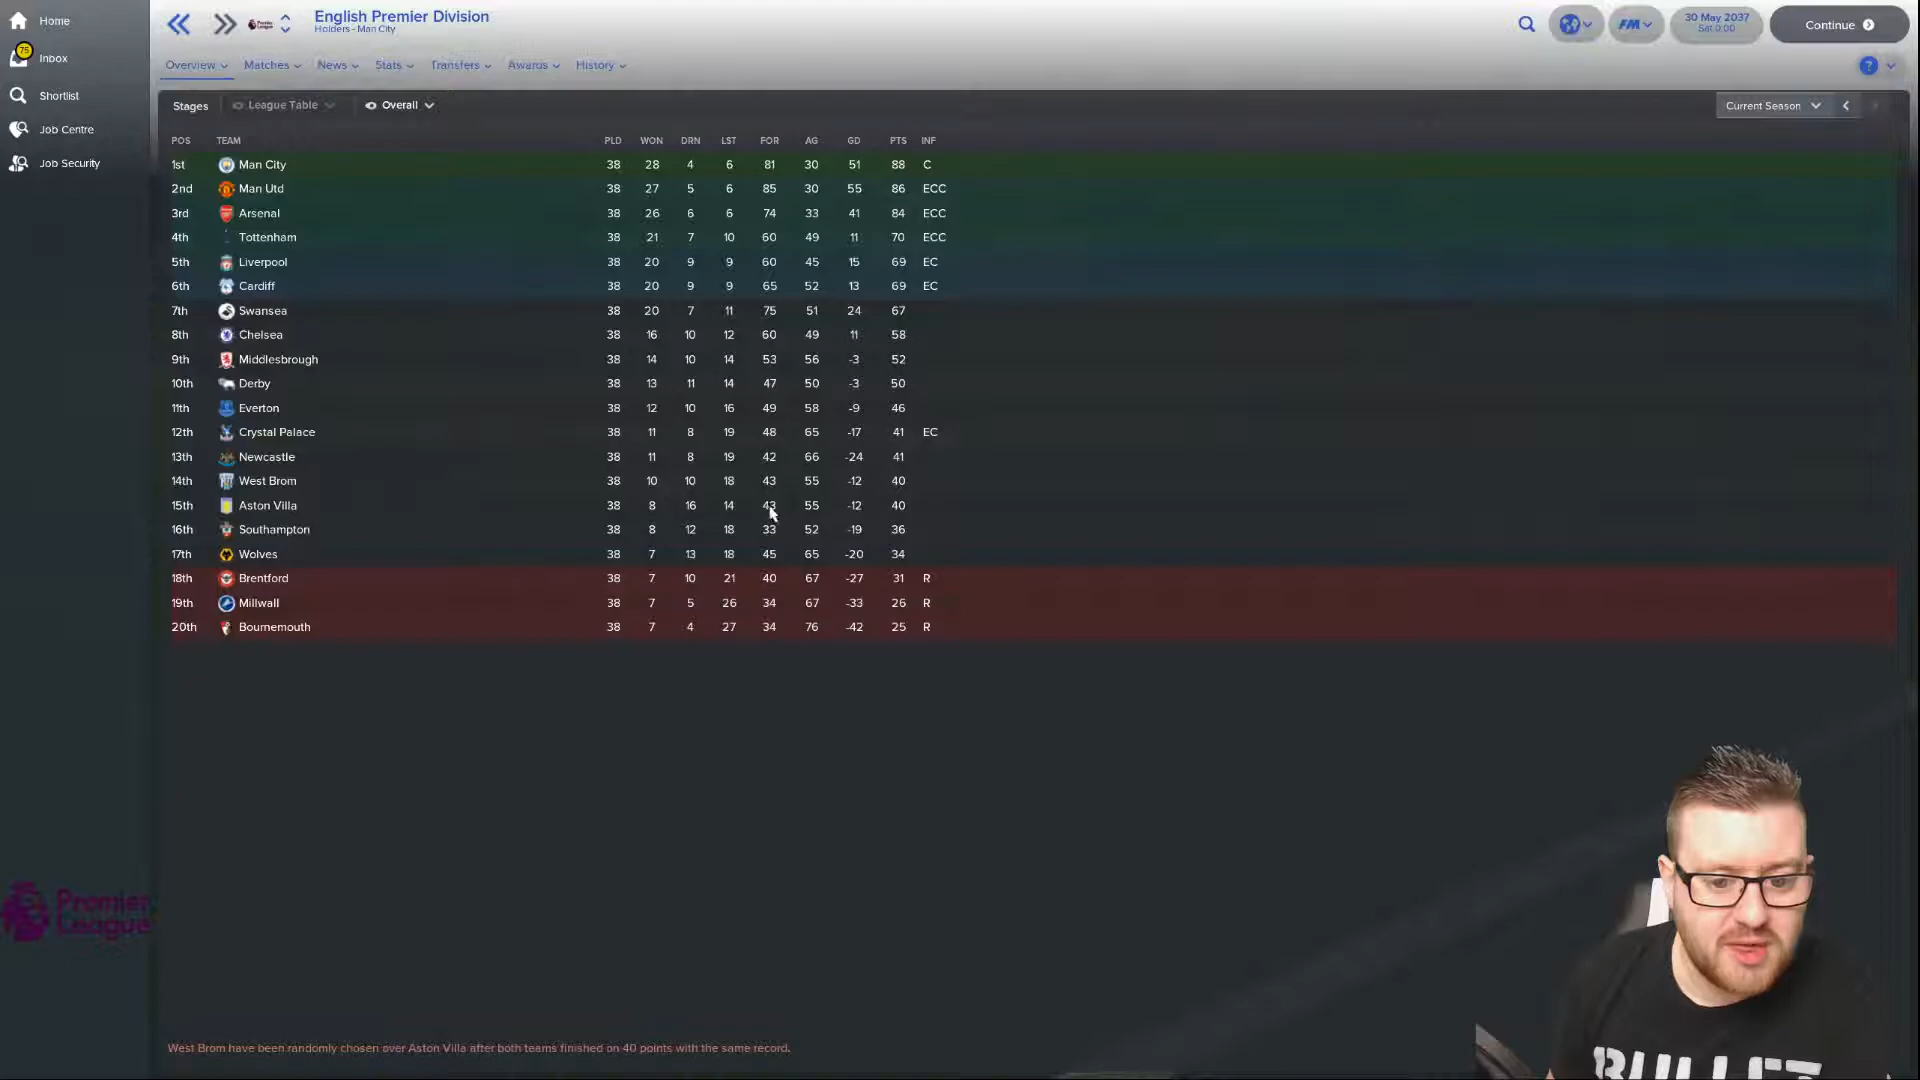 Home
75
Inbox
Shortlist
Job Centre
Job Security
English Premier Division
Holders - Man City
FM
30 May 2037
Sat 0:00
Continue
Overview Matches News Stats Transfers Awards History
?
Stages League Table Overall Current Season
POS TEAM PLD WON DRN LST FOR AG GD PTS INF
1st Man City 38 28 4 6 81 30 51 88 C
2nd Man Utd 38 27 5 6 85 30 55 86 ECC
3rd Arsenal 38 26 6 6 74 33 41 84 ECC
4th Tottenham 38 21 7 10 60 49 11 70 ECC
5th Liverpool 38 20 9 9 60 45 15 69 EC
6th Cardiff 38 20 9 9 65 52 13 69 EC
7th Swansea 38 20 7 11 75 51 24 67
8th Chelsea 38 16 10 12 60 49 11 58
9th Middlesbrough 38 14 10 14 53 56 -3 52
10th Derby 38 13 11 14 47 50 -3 50
11th Everton 38 12 10 16 49 58 -9 46
12th Crystal Palace 38 11 8 19 48 65 -17 41 EC
13th Newcastle 38 11 8 19 42 66 -24 41
14th West Brom 38 10 10 18 43 55 -12 40
15th Aston Villa 38 8 16 14 43 55 -12 40
16th Southampton 38 8 12 18 33 52 -19 36
17th Wolves 38 7 13 18 45 65 -20 34
18th Brentford 38 7 10 21 40 67 -27 31 R
19th Millwall 38 7 5 26 34 67 -33 26 R
20th Bournemouth 38 7 4 27 34 76 -42 25 R
Premier
League
West Brom have been randomly chosen over Aston Villa after both teams finished on 40 points with the same record.
BULLET